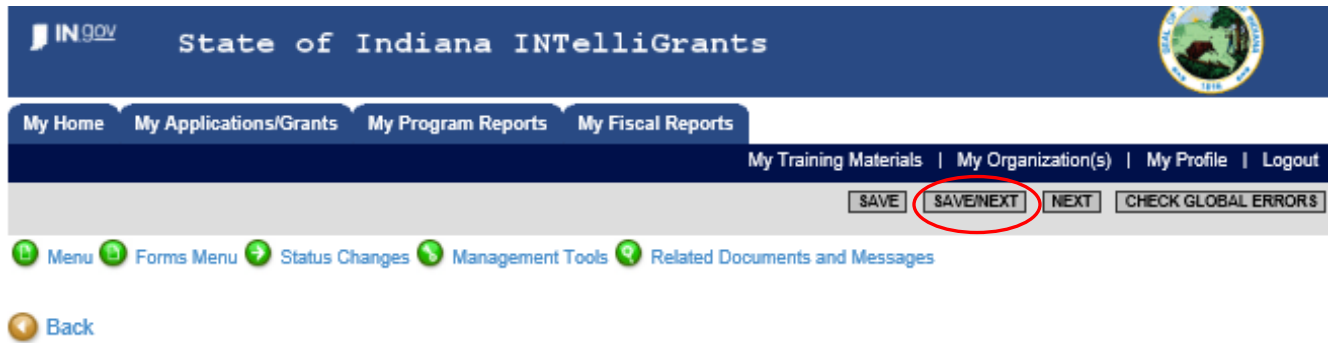 IN.gov State of Indiana INTelliGrants
1816
My Home My Applications/Grants My Program Reports My Fiscal Reports
My Training Materials | My Organization(s) | My Profile | Logout
SAVE SAVE/NEXT NEXT CHECK GLOBAL ERRORS
Menu Forms Menu Status Changes Management Tools Related Documents and Messages
Back